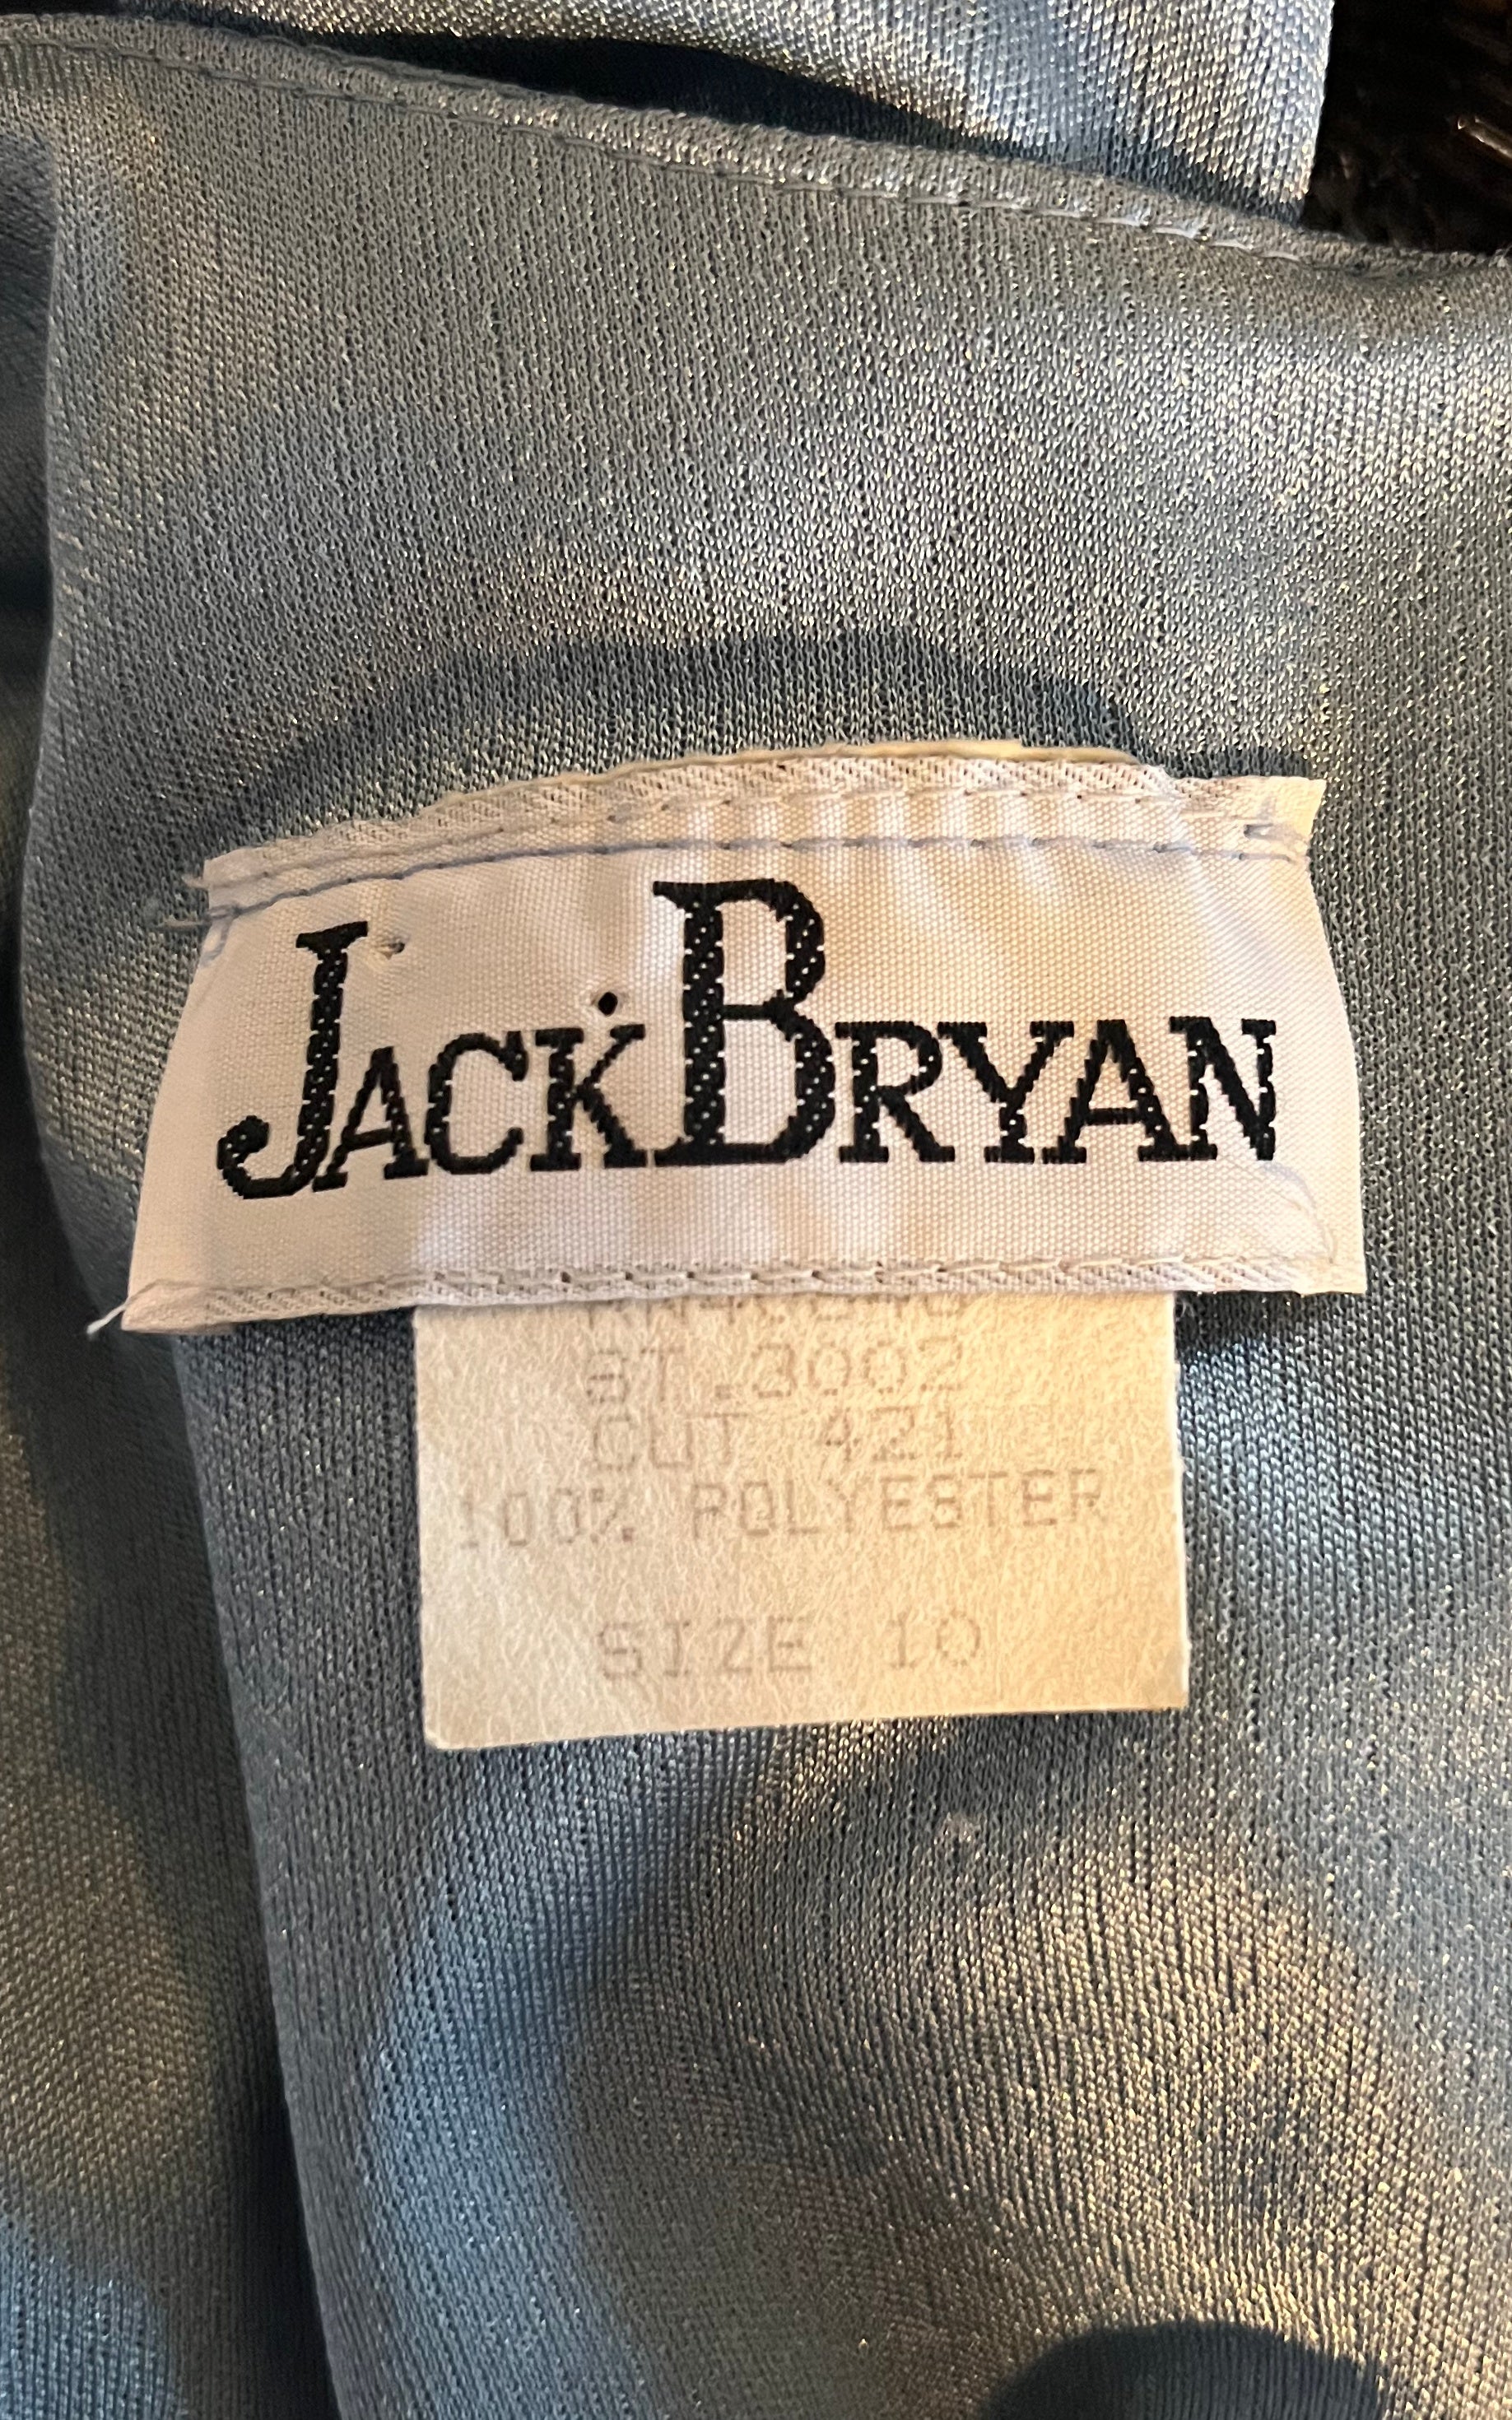 JACK BRYAN
ST.3002
CUT 421
100% POLYESTER
SIZE 10